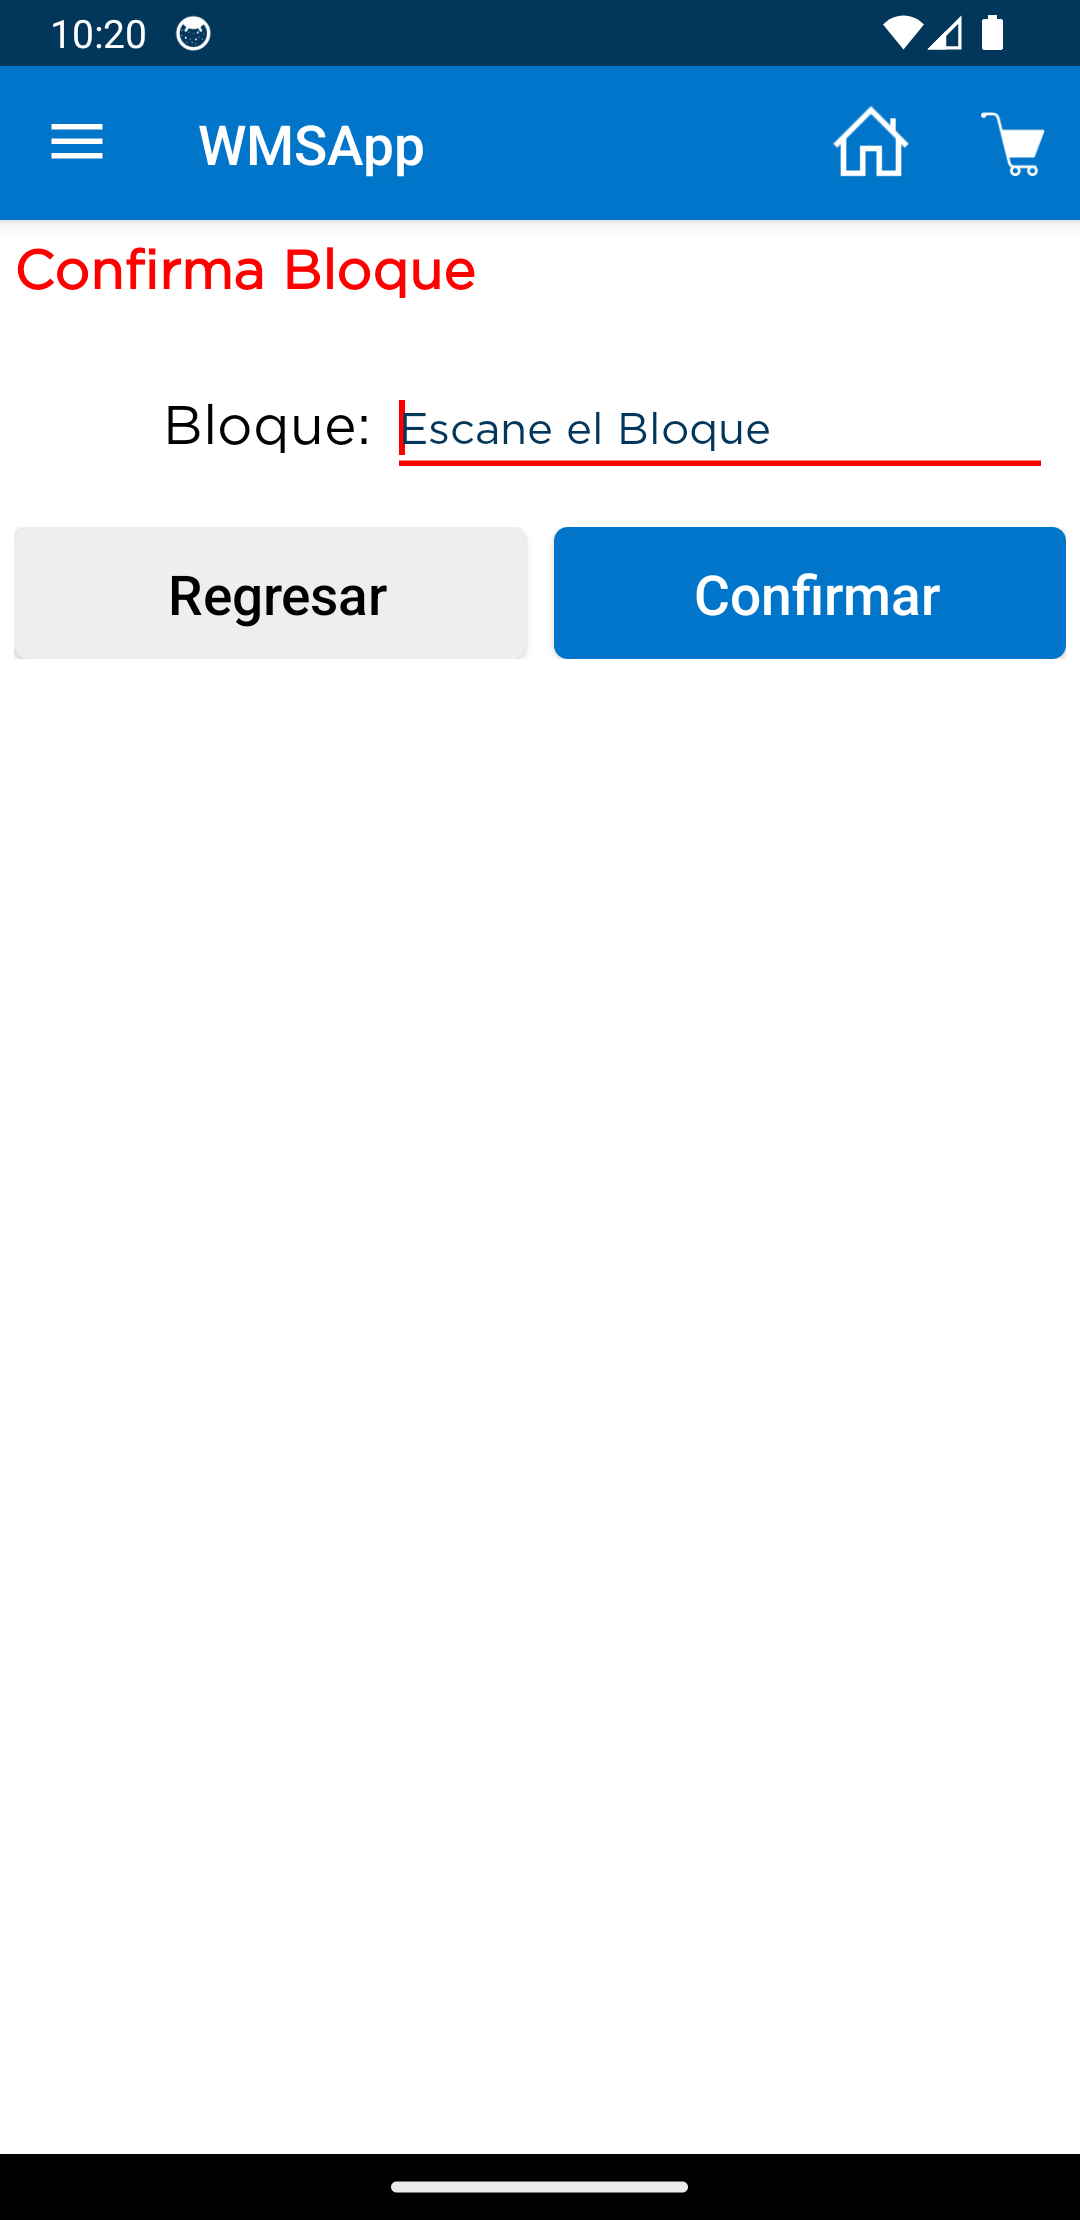 10:20
WMSApp
Confirma Bloque
Bloque: Escane el Bloque
Regresar Confirmar